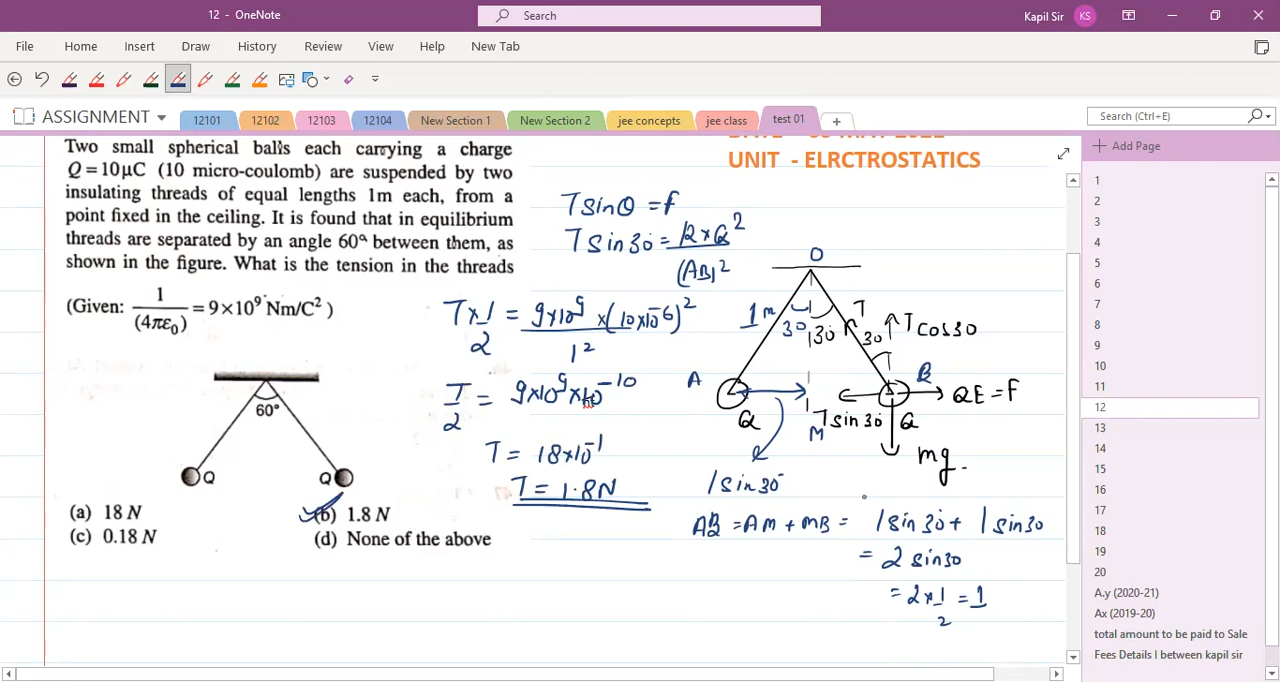 12 - OneNote
Search
Kapil Sir KS
File Home Insert Draw History Review View Help New Tab
ASSIGNMENT
12101 12102 12103 12104 New Section 1 New Section 2 jee concepts jee class test 01
Search (Ctrl+E)
Add Page
UNIT - ELRCTROSTATICS
Two small spherical balls each carrying a charge
Q = 10μC (10 micro-coulomb) are suspended by two
insulating threads of equal lengths 1m each, from a
point fixed in the ceiling. It is found that in equilibrium
threads are separated by an angle 60° between them, as
shown in the figure. What is the tension in the threads
(Given: 1/(4πε₀) = 9×10⁹ Nm/C²)
60°
Q Q
(a) 18 N
(b) 1.8 N
(c) 0.18 N
(d) None of the above
T sinθ = f
T sin 30 = k×Q²/(AB)²
T×1/2 = 9×10⁹ ×(10×10⁻⁶)²/1²
T/2 = 9×10⁹×10⁻¹⁰
T = 18×10⁻¹
T = 1.8N
O
1m
30 30
T
30
T cos30
A
B
Q
M
T sin 30
Q
QE = f
mg
1 sin 30
AB = AM + MB = 1 sin 30 + 1 sin 30
= 2 sin30
= 2×1/2 = 1
1
2
3
4
5
6
7
8
9
10
11
12
13
14
15
16
17
18
19
20
A.y (2020-21)
Ax (2019-20)
total amount to be paid to Sale
Fees Details l between kapil sir